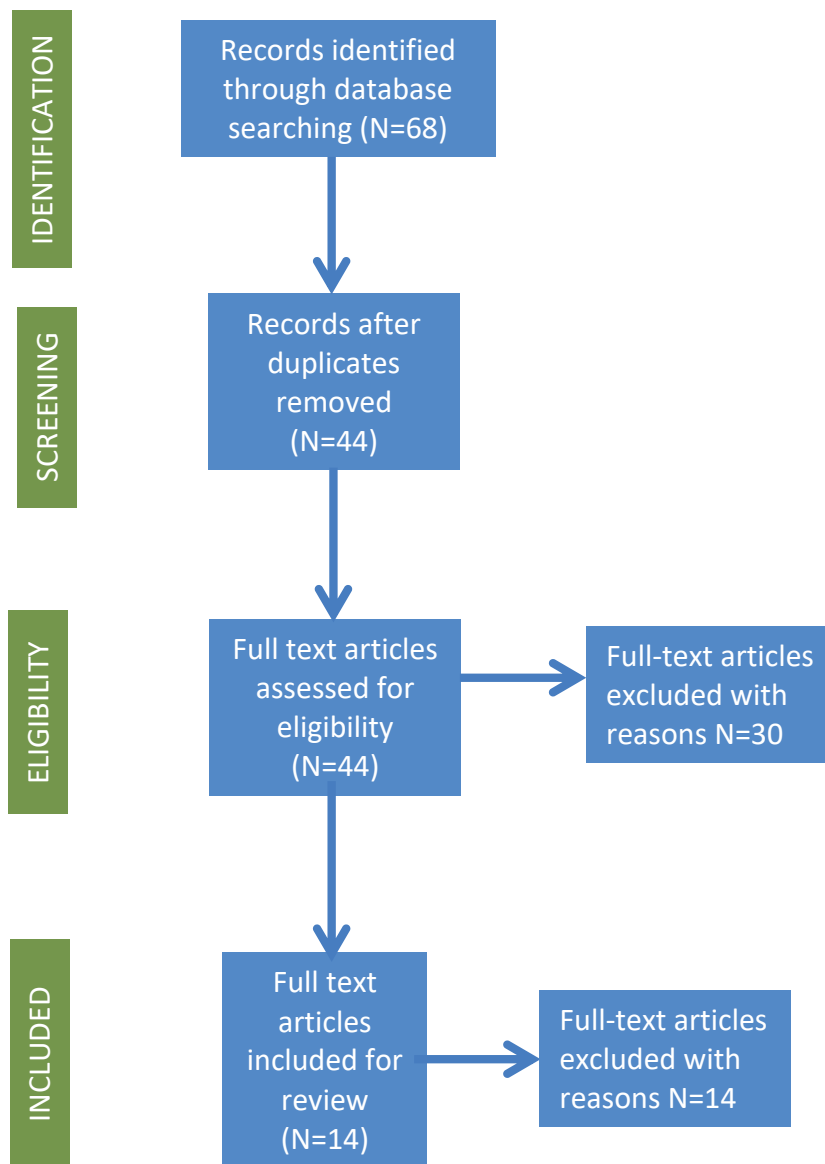 IDENTIFICATION
Records identified
through database
searching (N=68)
SCREENING
Records after
duplicates
removed
(N=44)
ELIGIBILITY
Full text articles
assessed for
eligibility
(N=44)
Full-text articles
excluded with
reasons N=30
INCLUDED
Full text
articles
included for
review
(N=14)
Full-text articles
excluded with
reasons N=14